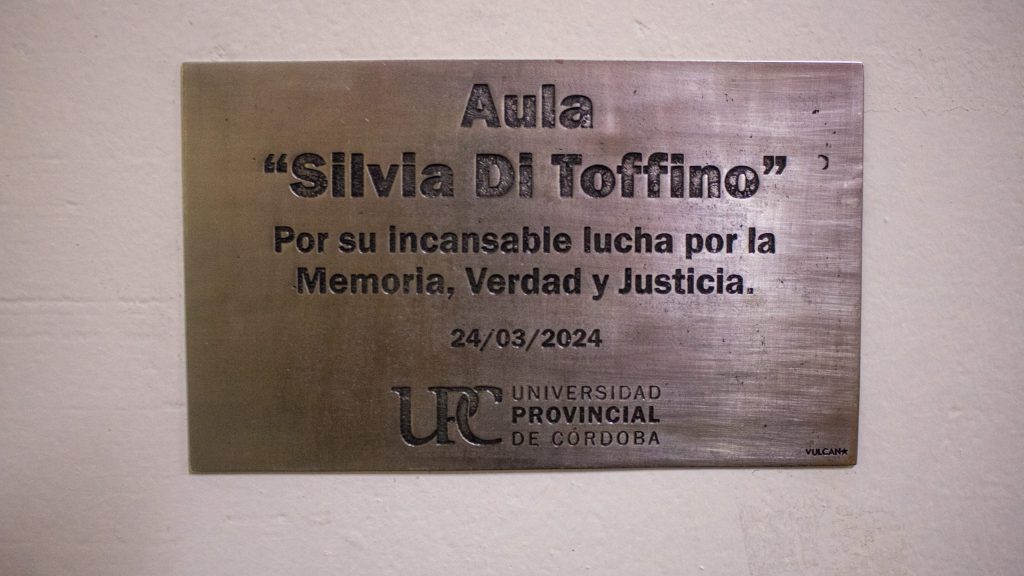 Aula
“Silvia Di Toffino”
Por su incansable lucha por la
Memoria, Verdad y Justicia.
24/03/2024
UPC
UNIVERSIDAD
PROVINCIAL
DE CÓRDOBA
VULCANO